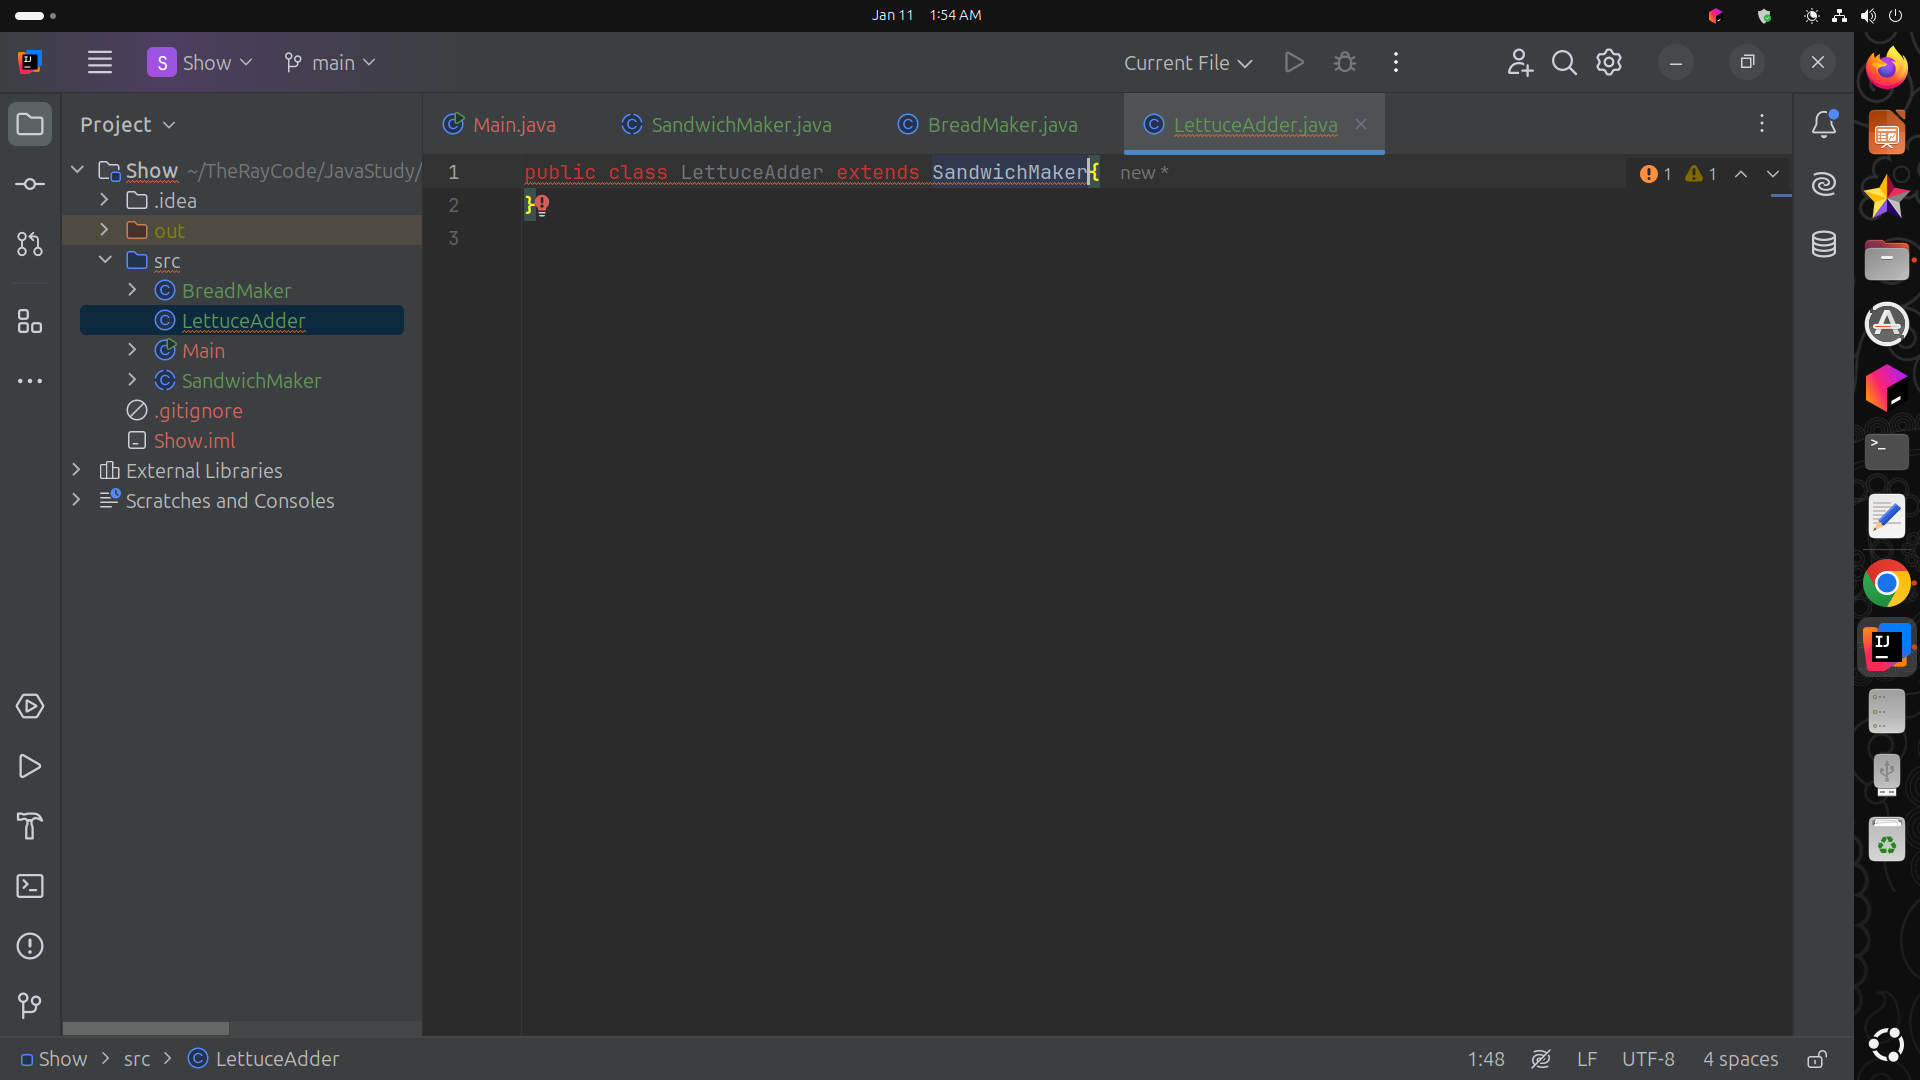 Jan 11 1:54 AM
S Show main Current File
Project
Main.java SandwichMaker.java BreadMaker.java LettuceAdder.java
Show ~/TheRayCode/JavaStudy/
.idea
out
src
BreadMaker
LettuceAdder
Main
SandwichMaker
.gitignore
Show.iml
External Libraries
Scratches and Consoles
1 public class LettuceAdder extends SandwichMaker{ new * 1 1
2 }
3
Show > src > LettuceAdder 1:48 LF UTF-8 4 spaces